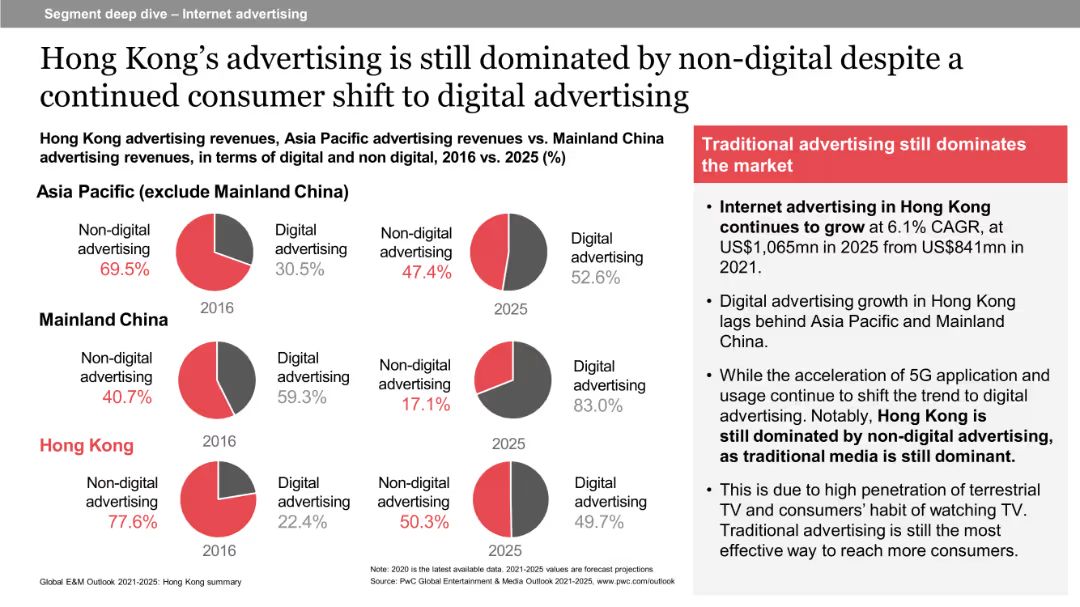 Segment deep dive – Internet advertising
Hong Kong's advertising is still dominated by non-digital despite a
continued consumer shift to digital advertising
Hong Kong advertising revenues, Asia Pacific advertising revenues vs. Mainland China
advertising revenues, in terms of digital and non digital, 2016 vs. 2025 (%)
Asia Pacific (exclude Mainland China)
Non-digital
advertising
69.5%
Digital
advertising
30.5%
2016
Non-digital
advertising
47.4%
Digital
advertising
52.6%
2025
Mainland China
Non-digital
advertising
40.7%
Digital
advertising
59.3%
2016
Non-digital
advertising
17.1%
Digital
advertising
83.0%
2025
Hong Kong
Non-digital
advertising
77.6%
Digital
advertising
22.4%
2016
Non-digital
advertising
50.3%
Digital
advertising
49.7%
2025
Traditional advertising still dominates
the market
• Internet advertising in Hong Kong
continues to grow at 6.1% CAGR, at
US$1,065mn in 2025 from US$841mn in
2021.
• Digital advertising growth in Hong Kong
lags behind Asia Pacific and Mainland
China.
• While the acceleration of 5G application and
usage continue to shift the trend to digital
advertising. Notably, Hong Kong is
still dominated by non-digital advertising,
as traditional media is still dominant.
• This is due to high penetration of terrestrial
TV and consumers' habit of watching TV.
Traditional advertising is still the most
effective way to reach more consumers.
Global E&M Outlook 2021-2025: Hong Kong summary
Note: 2020 is the latest available data. 2021-2025 values are forecast projections
Source: PwC Global Entertainment & Media Outlook 2021-2025, www.pwc.com/outlook